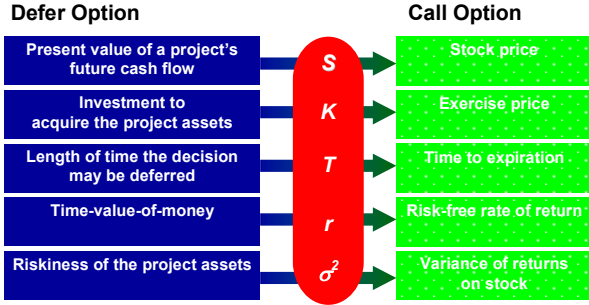 Defer Option
Call Option
Present value of a project's
future cash flow
S
Stock price
Investment to
acquire the project assets
K
Exercise price
Length of time the decision
may be deferred
T
Time to expiration
Time-value-of-money
r
Risk-free rate of return
Riskiness of the project assets
σ²
Variance of returns
on stock